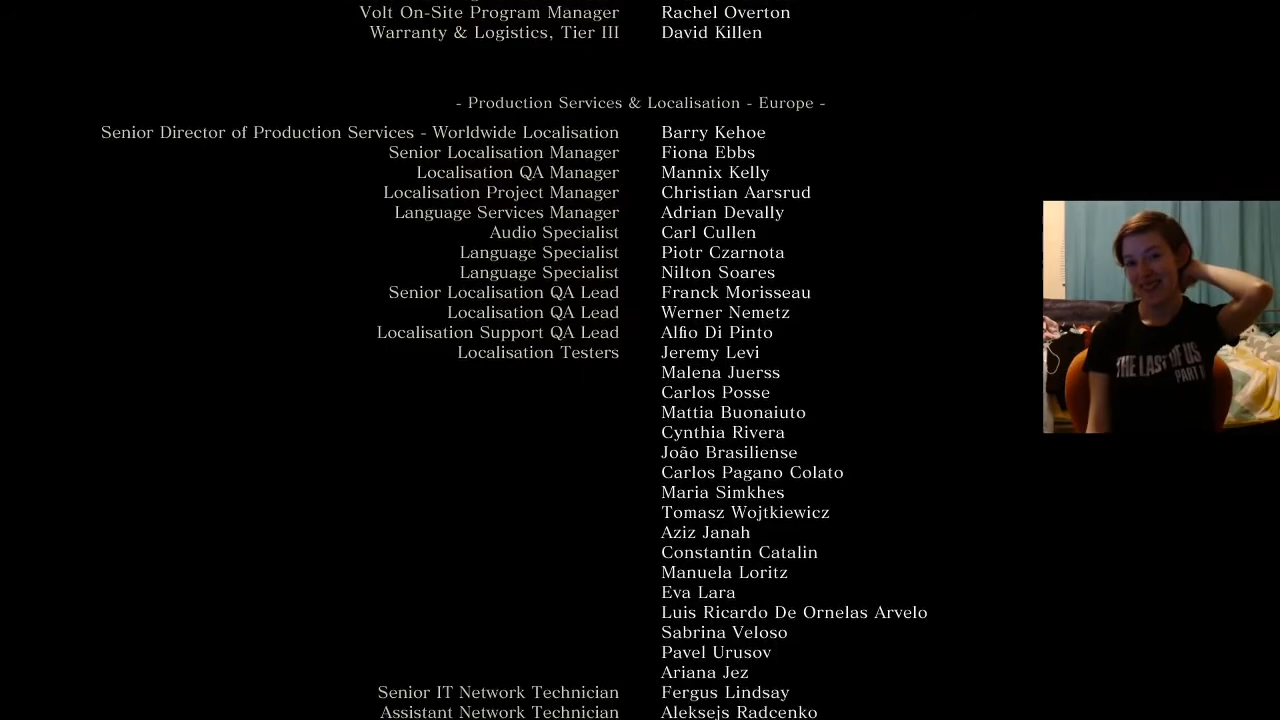 Volt On-Site Program Manager Rachel Overton
Warranty & Logistics, Tier III David Killen
- Production Services & Localisation - Europe -
Senior Director of Production Services - Worldwide Localisation Barry Kehoe
Senior Localisation Manager Fiona Ebbs
Localisation QA Manager Mannix Kelly
Localisation Project Manager Christian Aarsrud
Language Services Manager Adrian Devally
Audio Specialist Carl Cullen
Language Specialist Piotr Czarnota
Language Specialist Nilton Soares
Senior Localisation QA Lead Franck Morisseau
Localisation QA Lead Werner Nemetz
Localisation Support QA Lead Alfio Di Pinto
Localisation Testers Jeremy Levi
Malena Juerss
Carlos Posse
Mattia Buonaiuto
Cynthia Rivera
João Brasiliense
Carlos Pagano Colato
Maria Simkhes
Tomasz Wojtkiewicz
Aziz Janah
Constantin Catalin
Manuela Loritz
Eva Lara
Luis Ricardo De Ornelas Arvelo
Sabrina Veloso
Pavel Urusov
Ariana Jez
Senior IT Network Technician Fergus Lindsay
Assistant Network Technician Aleksejs Radcenko
THE LAST OF US
PART II